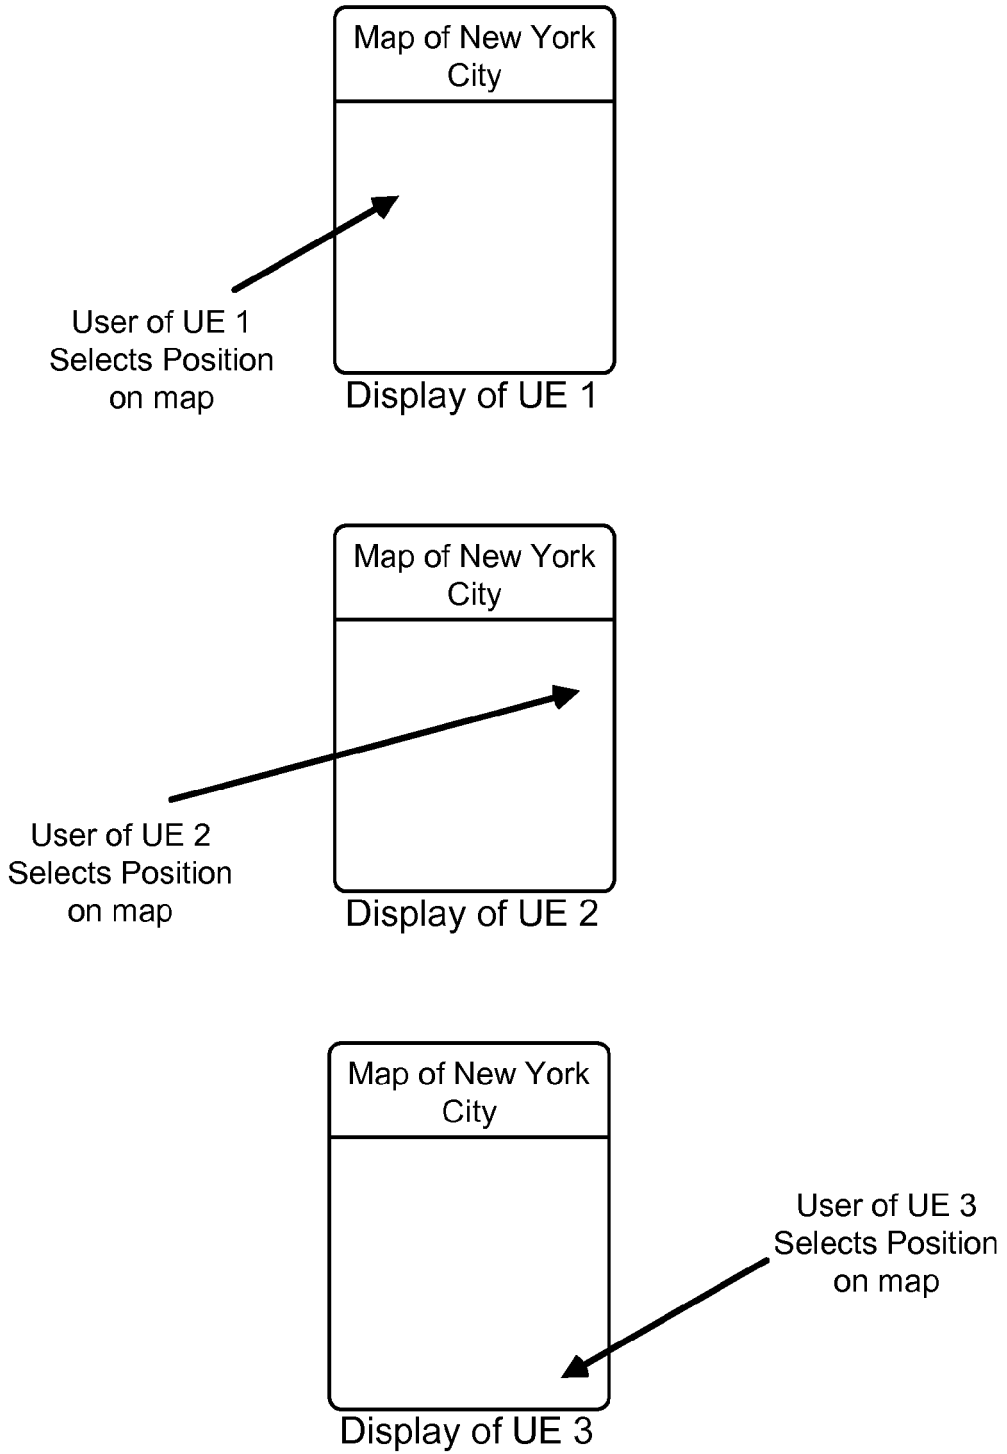 Map of New York
City
User of UE 1
Selects Position
on map
Display of UE 1
Map of New York
City
User of UE 2
Selects Position
on map
Display of UE 2
Map of New York
City
User of UE 3
Selects Position
on map
Display of UE 3